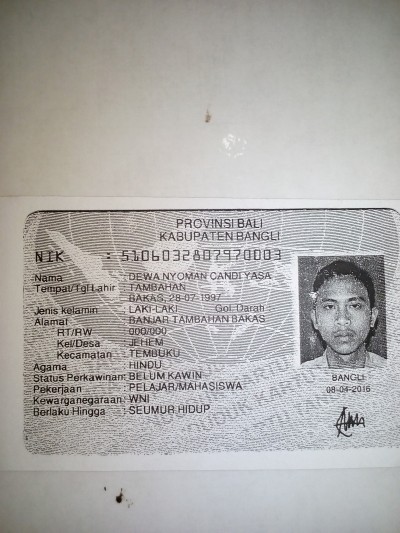 PROVINSI BALI
KABUPATEN BANGLI
NIK : 5106032807970003
Nama : DEWA NYOMAN CANDI YASA
Tempat/Tgl Lahir : TAMBAHAN
BAKAS, 28-07-1997
Jenis kelamin : LAKI-LAKI Gol. Darah
Alamat : BANJAR TAMBAHAN BAKAS
RT/RW : 000/000
Kel/Desa : JEHEM
Kecamatan : TEMBUKU
Agama : HINDU
Status Perkawinan: BELUM KAWIN
Pekerjaan : PELAJAR/MAHASISWA
Kewarganegaraan: WNI
Berlaku Hingga : SEUMUR HIDUP
BANGLI
08-04-2016